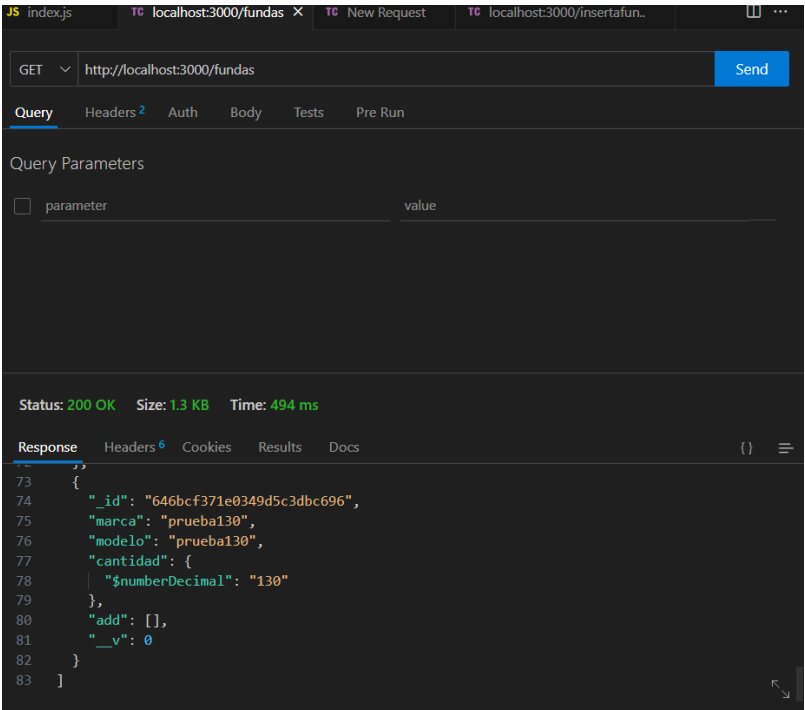 JS index.js TC localhost:3000/fundas × TC New Request TC localhost:3000/insertafun.. ...
GET http://localhost:3000/fundas Send
Query Headers 2 Auth Body Tests Pre Run
Query Parameters
parameter value
Status: 200 OK Size: 1.3 KB Time: 494 ms
Response Headers 6 Cookies Results Docs {}
72 },
73 {
74 "_id": "646bcf371e0349d5c3dbc696",
75 "marca": "prueba130",
76 "modelo": "prueba130",
77 "cantidad": {
78 "$numberDecimal": "130"
79 },
80 "add": [],
81 "__v": 0
82 }
83 ]